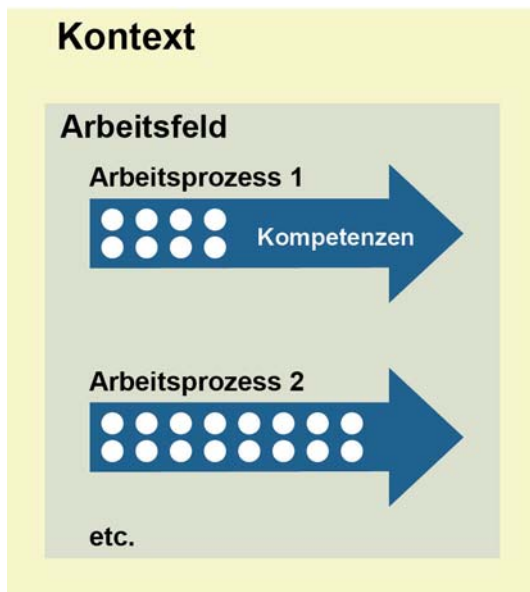 Kontext
Arbeitsfeld
Arbeitsprozess 1
Kompetenzen
Arbeitsprozess 2
etc.